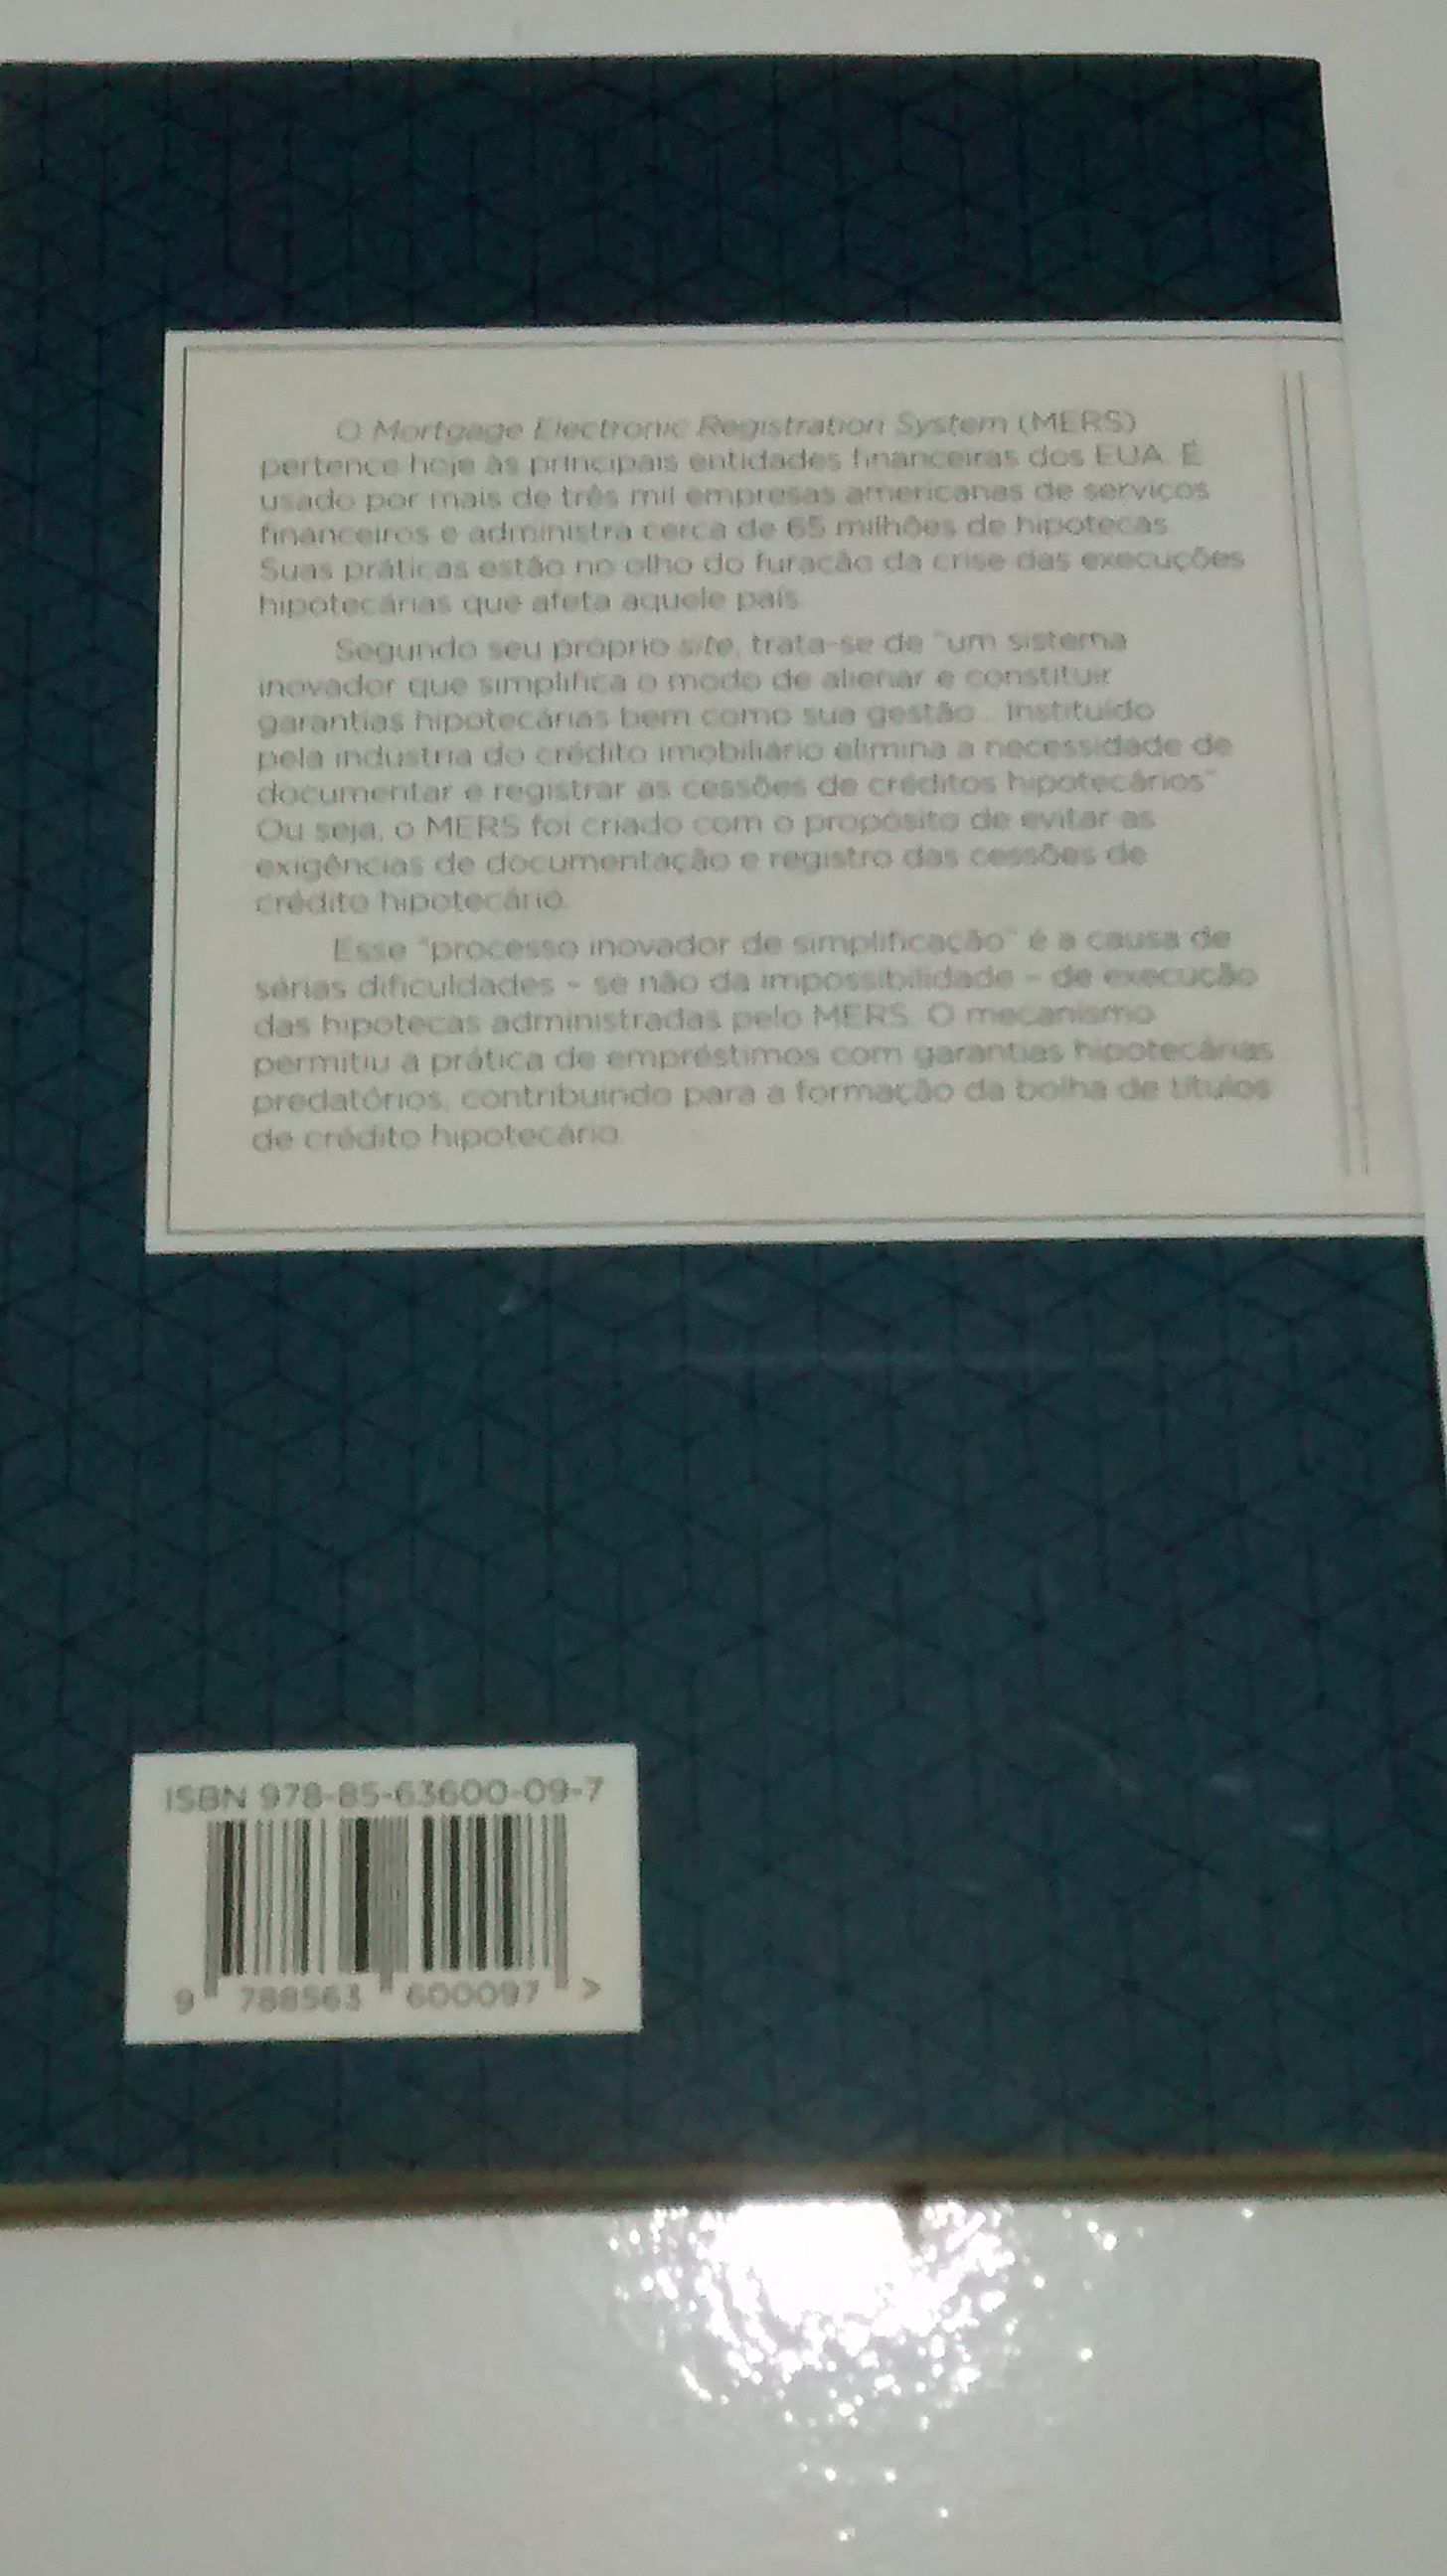 O Mortgage Electronic Registration System (MERS)
pertence hoje às principais entidades financeiras dos EUA. É
usado por mais de três mil empresas americanas de serviços
financeiros e administra cerca de 65 milhões de hipotecas.
Suas práticas estão no olho do furacão da crise das execuções
hipotecárias que afeta aquele país.
Segundo seu próprio site, trata-se de "um sistema
inovador que simplifica o modo de alienar e constituir
garantias hipotecárias bem como sua gestão... Instituído
pela indústria do crédito imobiliário elimina a necessidade de
documentar e registrar as cessões de créditos hipotecários"
Ou seja, o MERS foi criado com o propósito de evitar as
exigências de documentação e registro das cessões de
crédito hipotecário.
Esse "processo inovador de simplificação" é a causa de
sérias dificuldades – se não da impossibilidade – de execução
das hipotecas administradas pelo MERS. O mecanismo
permitiu a prática de empréstimos com garantias hipotecárias
predatórios, contribuindo para a formação da bolha de títulos
de crédito hipotecário.
ISBN 978-85-63600-09-7
9 788563 600097 >